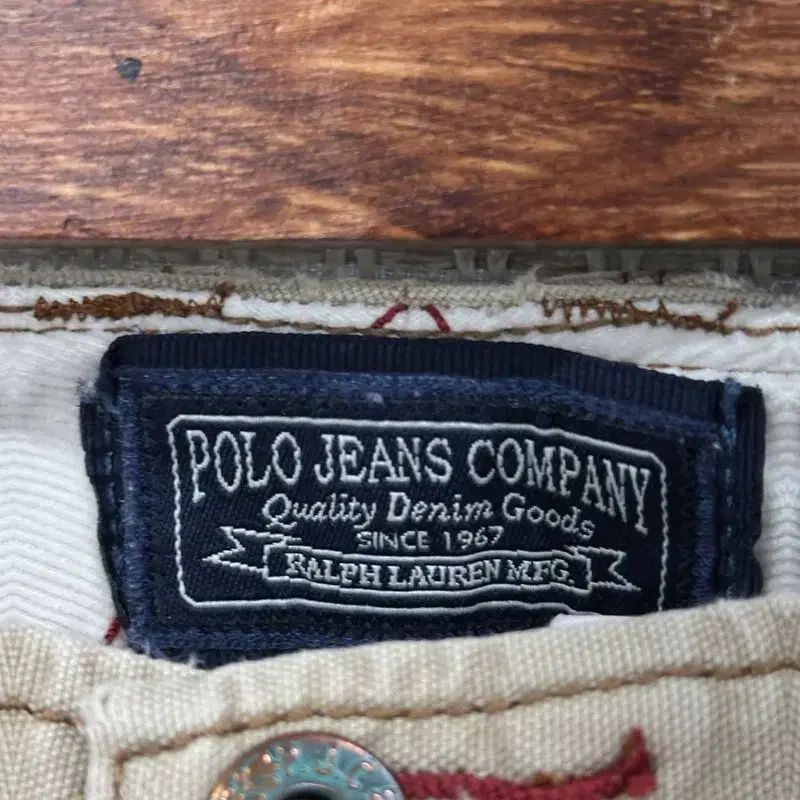 POLO JEANS COMPANY
Quality Denim Goods
SINCE 1967
RALPH LAUREN MFG.